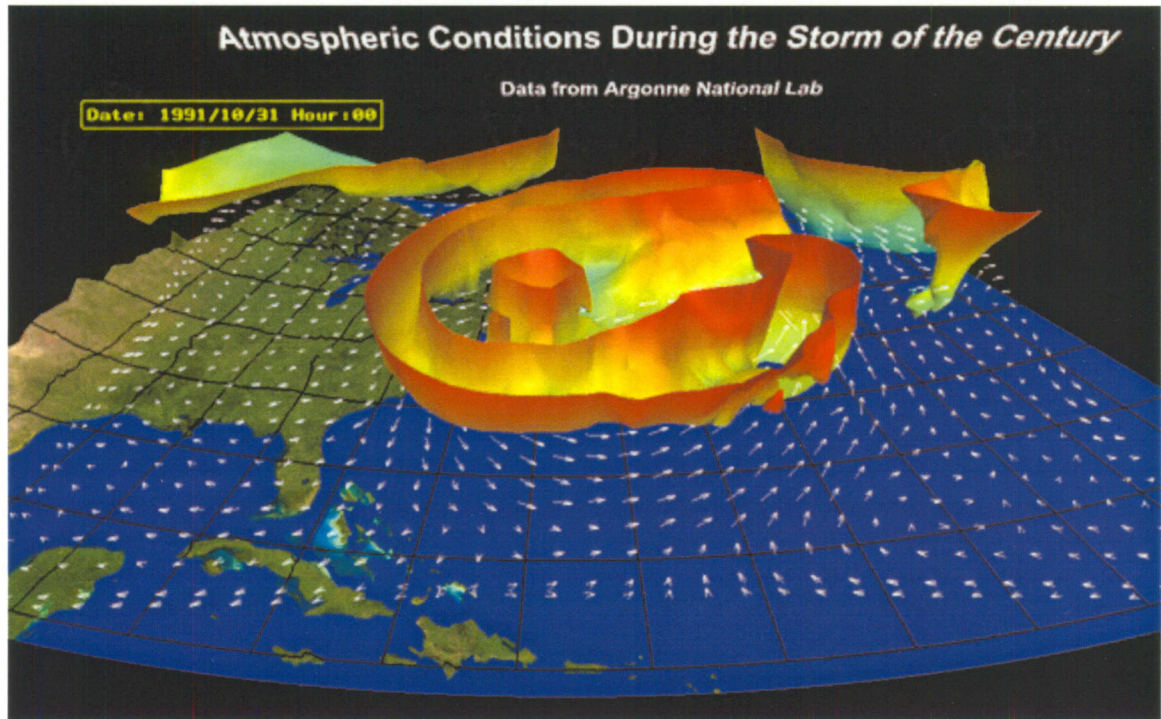 Atmospheric Conditions During the Storm of the Century
Data from Argonne National Lab
Date: 1991/10/31 Hour:00